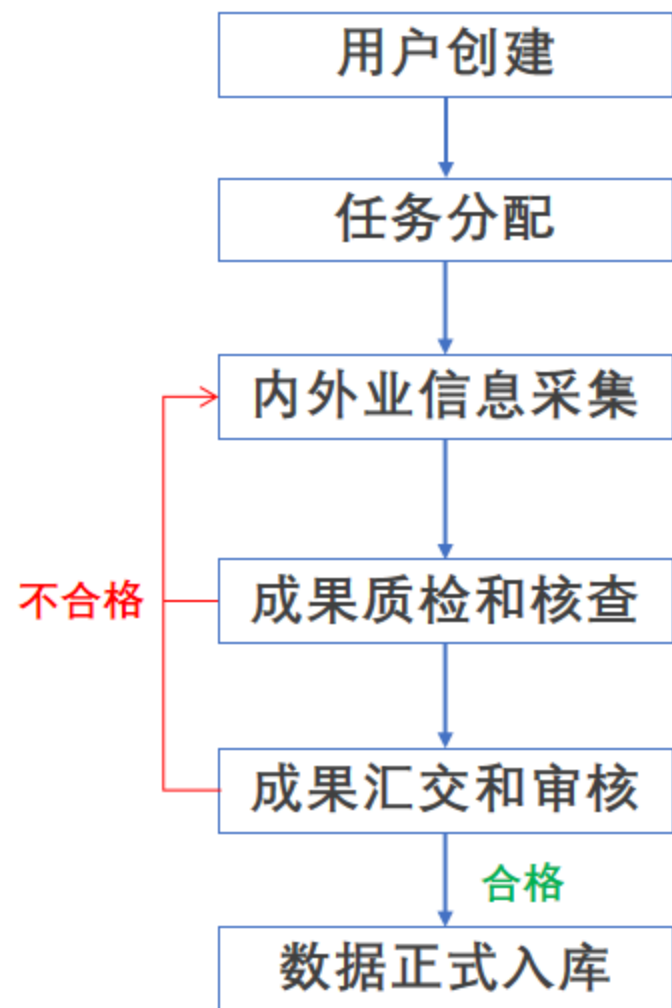 用户创建
任务分配
内外业信息采集
不合格
成果质检和核查
成果汇交和审核
合格
数据正式入库